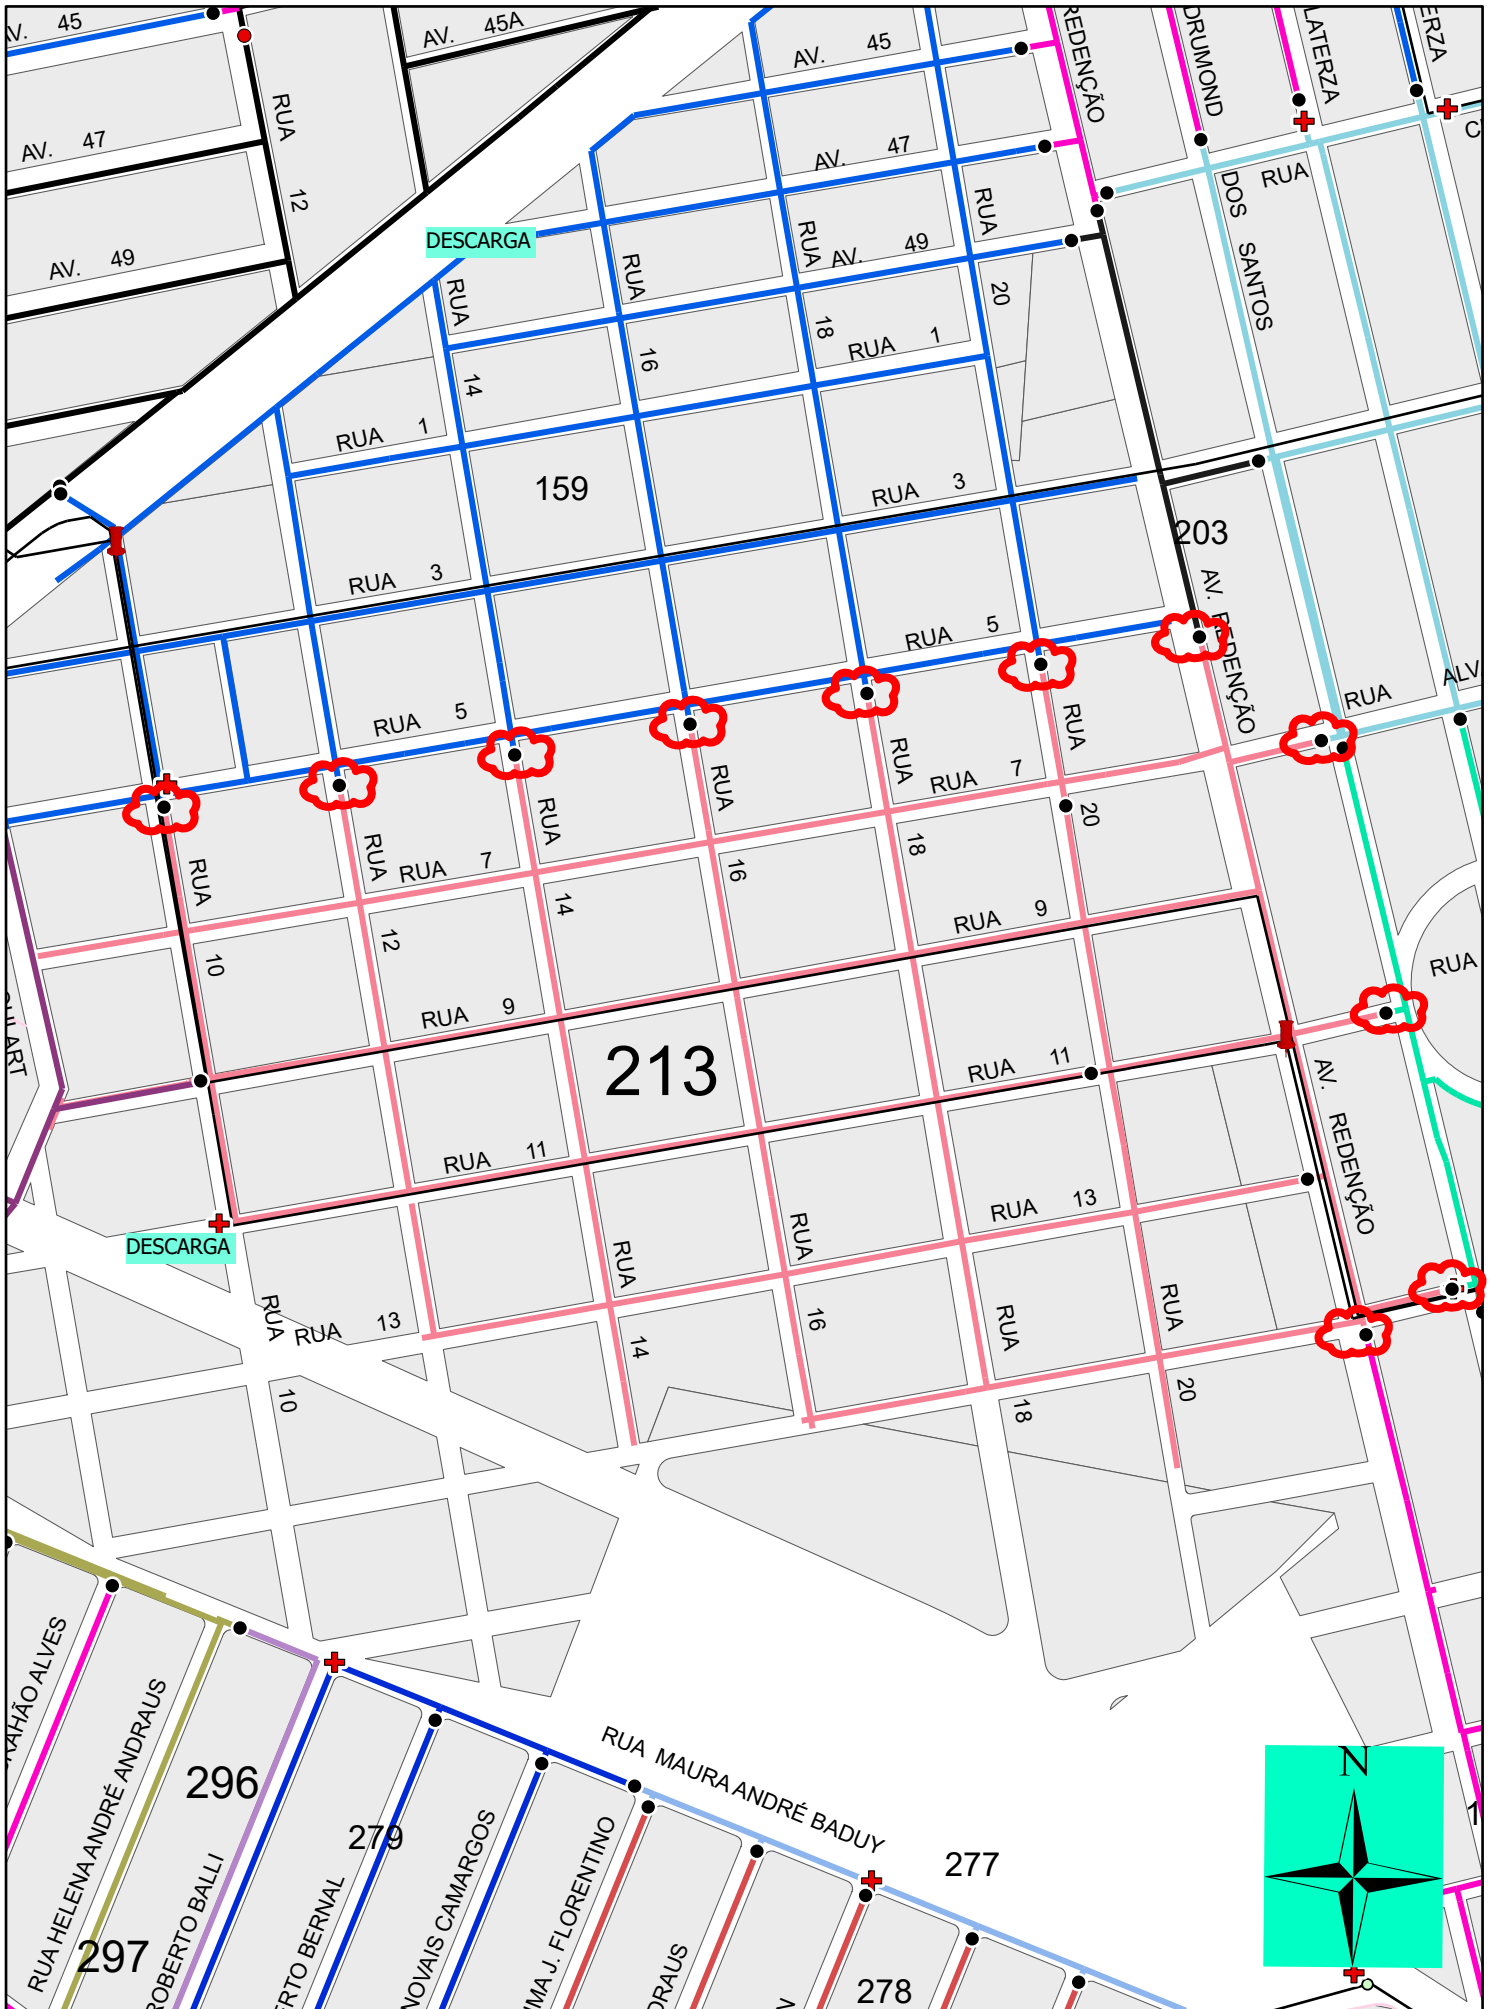 AV. 45
AV. 45A
AV. 45
REDENÇÃO
DRUMOND
LATERZA
RUA
12
AV. 47
AV. 47
RUA
DOS SANTOS
AV. 49
DESCARGA
RUA
RUA
RUA
AV. 49
RUA
20
18
RUA 1
16
14
RUA 1
159
RUA 3
203
RUA 3
AV. REDENÇÃO
RUA 5
RUA
RUA 5
RUA
RUA
RUA 7
RUA
RUA
RUA
RUA 7
RUA
20
18
16
14
12
10
RUA 9
RUA
RUA 9
213
RUA 11
AV. REDENÇÃO
RUA 11
RUA 13
DESCARGA
RUA
RUA
RUA 13
RUA
RUA
RUA
16
14
10
18
20
RUA MAURA ANDRÉ BADUY
N
296
279
277
RUA HELENA ANDRÉ ANDRAUS
ROBERTO BALLI
BERNAL
NOVAIS CAMARGOS
J. FLORENTINO
297
278